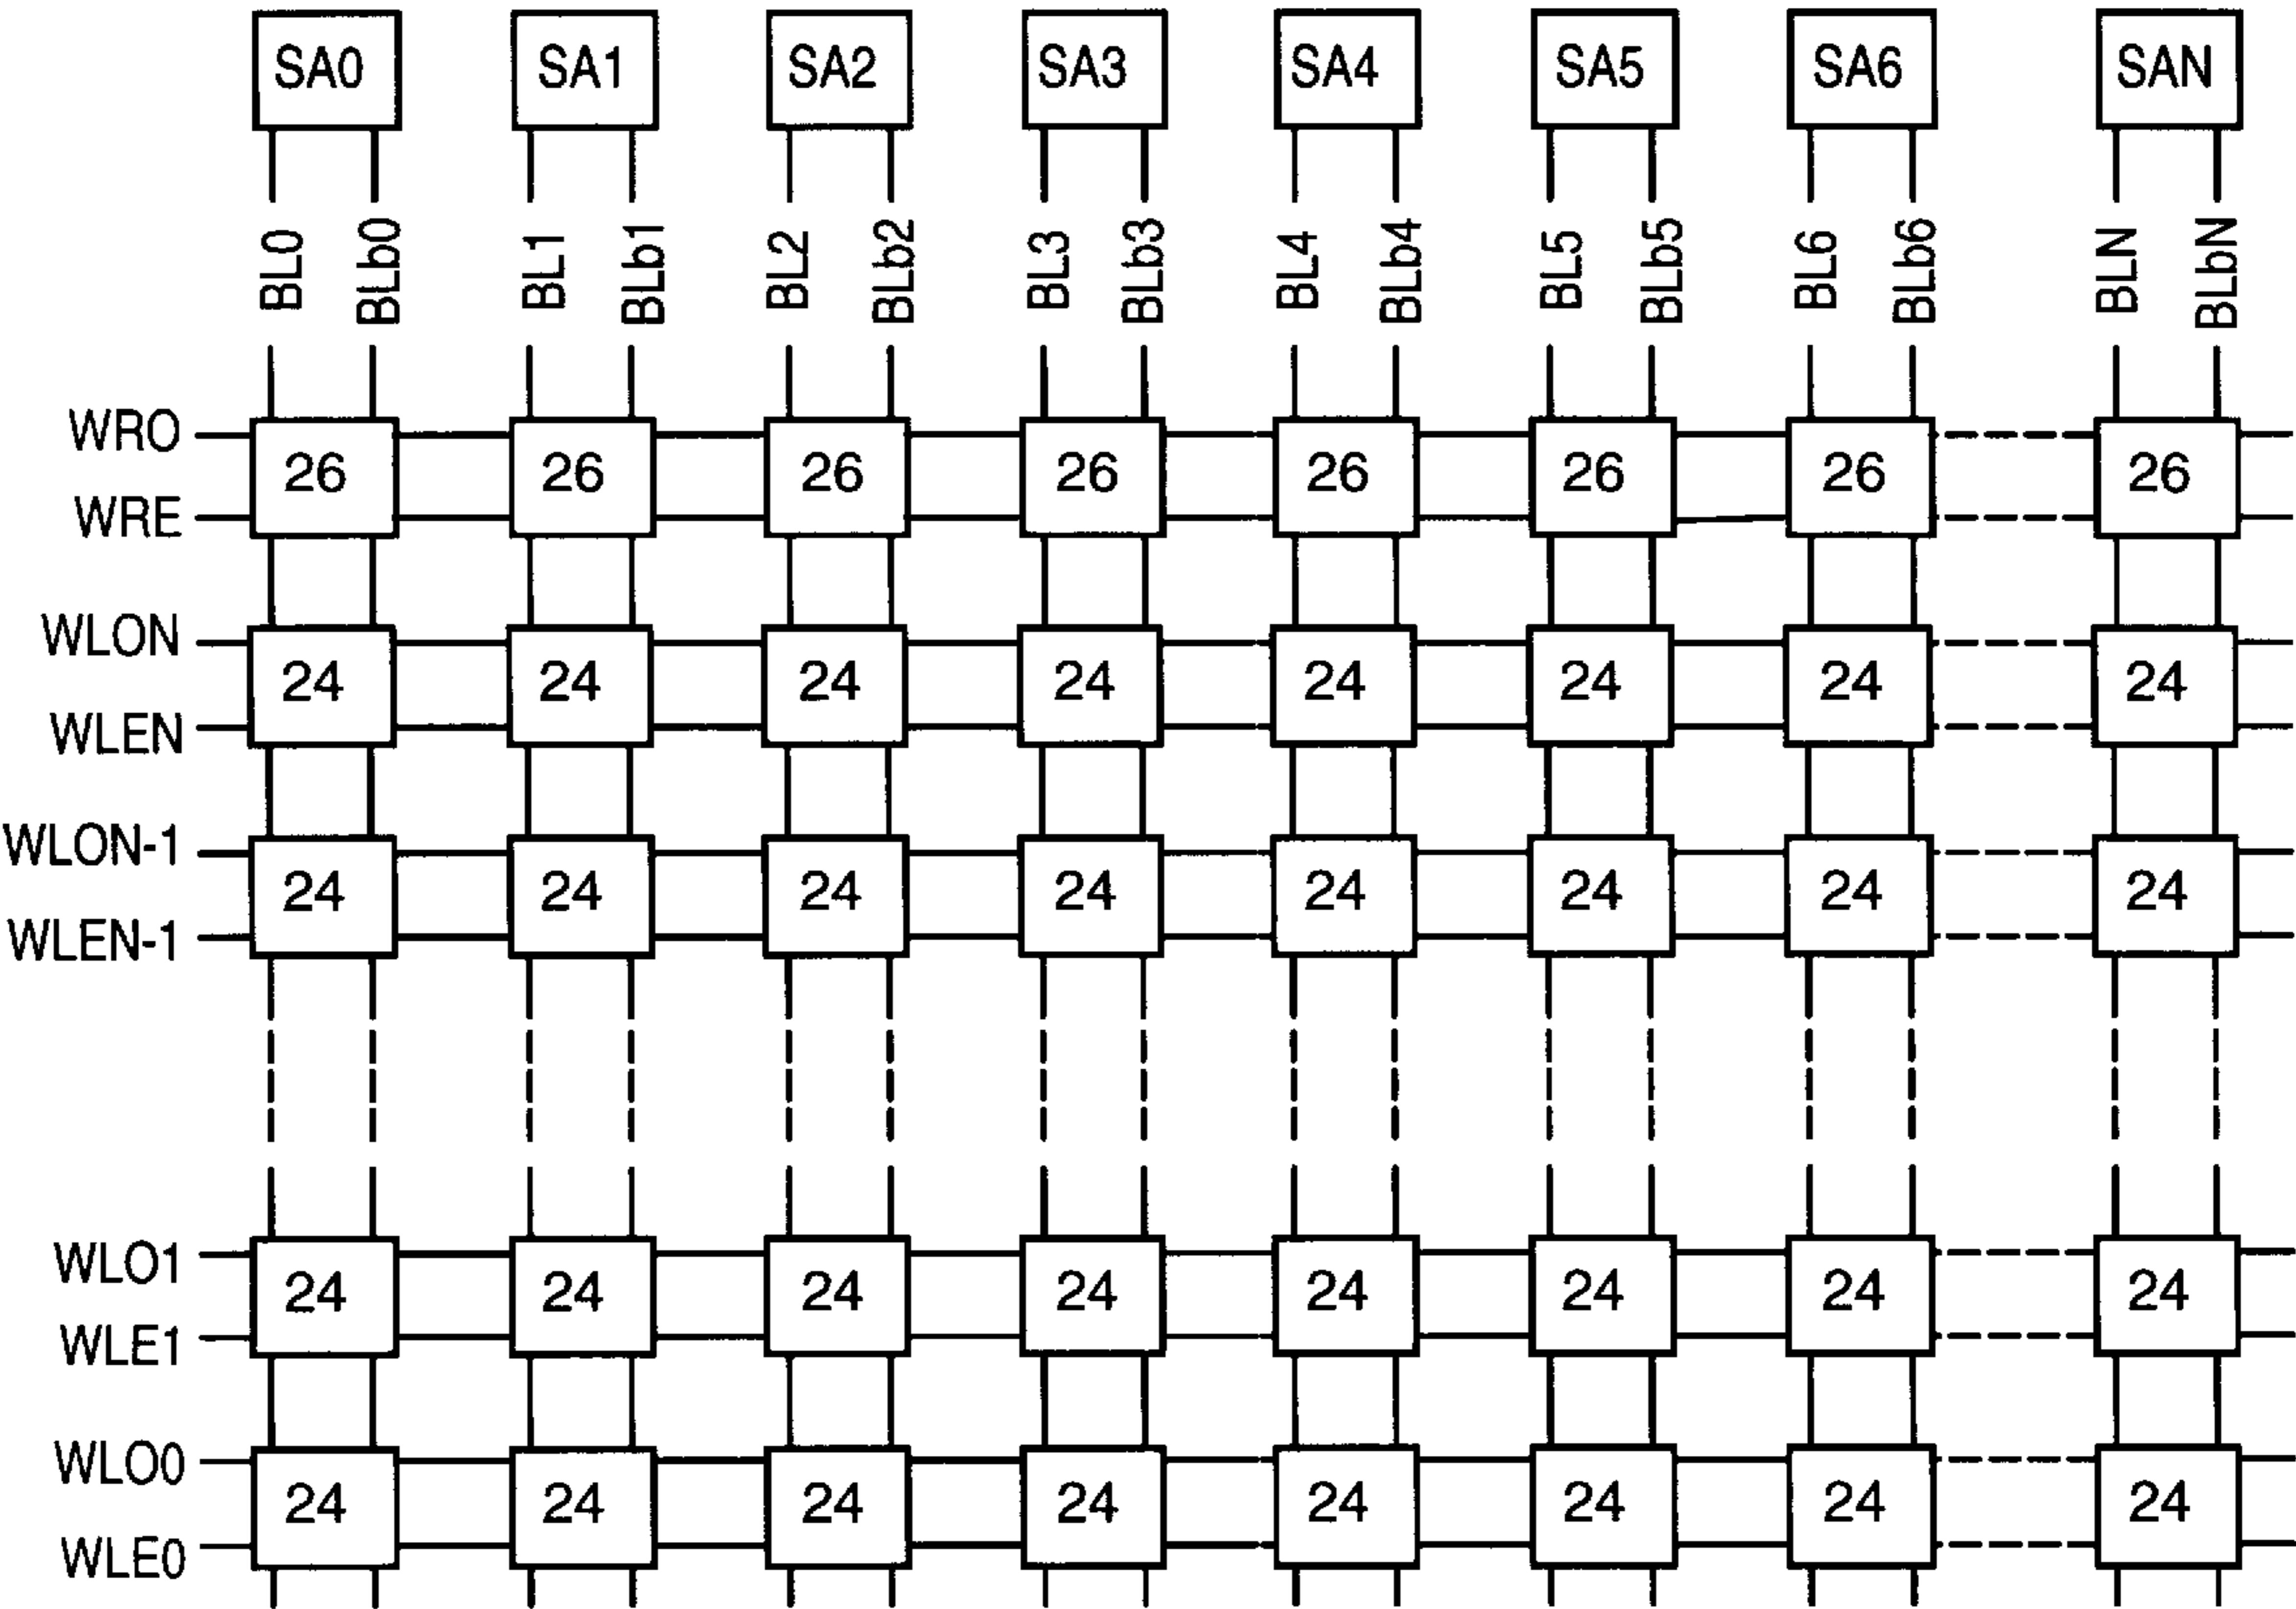 SA0 SA1 SA2 SA3 SA4 SA5 SA6 SAN
BL0 BLb0 BL1 BLb1 BL2 BLb2 BL3 BLb3 BL4 BLb4 BL5 BLb5 BL6 BLb6 BLN BLbN
WRO
26 26 26 26 26 26 26 26
WRE
WLON
24 24 24 24 24 24 24 24
WLEN
WLON-1
24 24 24 24 24 24 24 24
WLEN-1
WLO1
24 24 24 24 24 24 24 24
WLE1
WLO0
24 24 24 24 24 24 24 24
WLE0